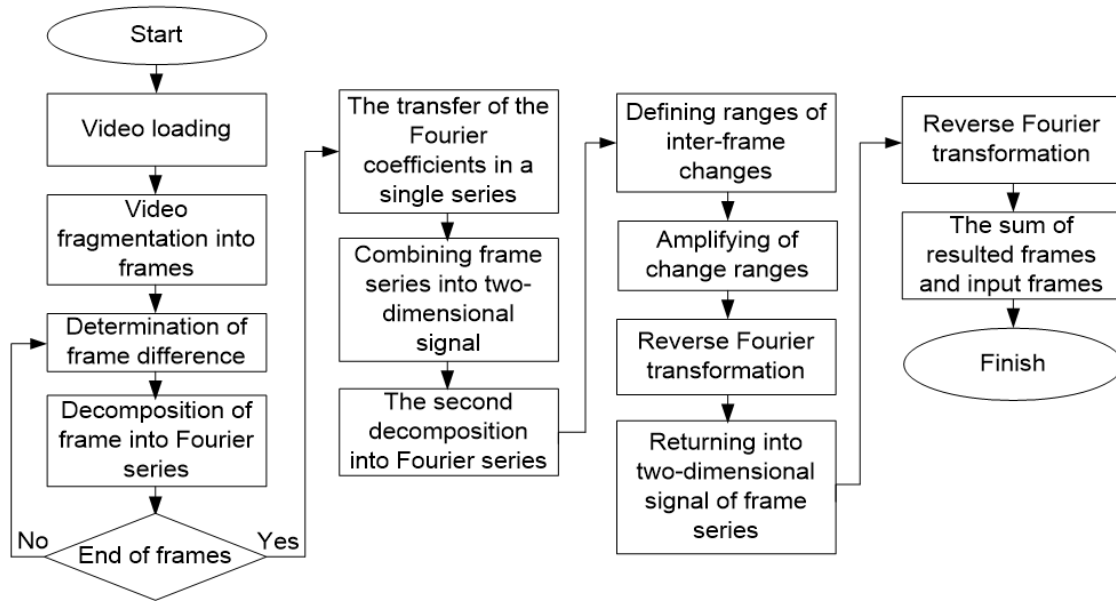 Start
Video loading
Video
fragmentation into
frames
Determination of
frame difference
Decomposition of
frame into Fourier
series
No
End of frames
Yes
The transfer of the
Fourier
coefficients in a
single series
Combining frame
series into two-
dimensional
signal
The second
decomposition
into Fourier series
Defining ranges of
inter-frame
changes
Amplifying of
change ranges
Reverse Fourier
transformation
Returning into
two-dimensional
signal of frame
series
Reverse Fourier
transformation
The sum of
resulted frames
and input frames
Finish